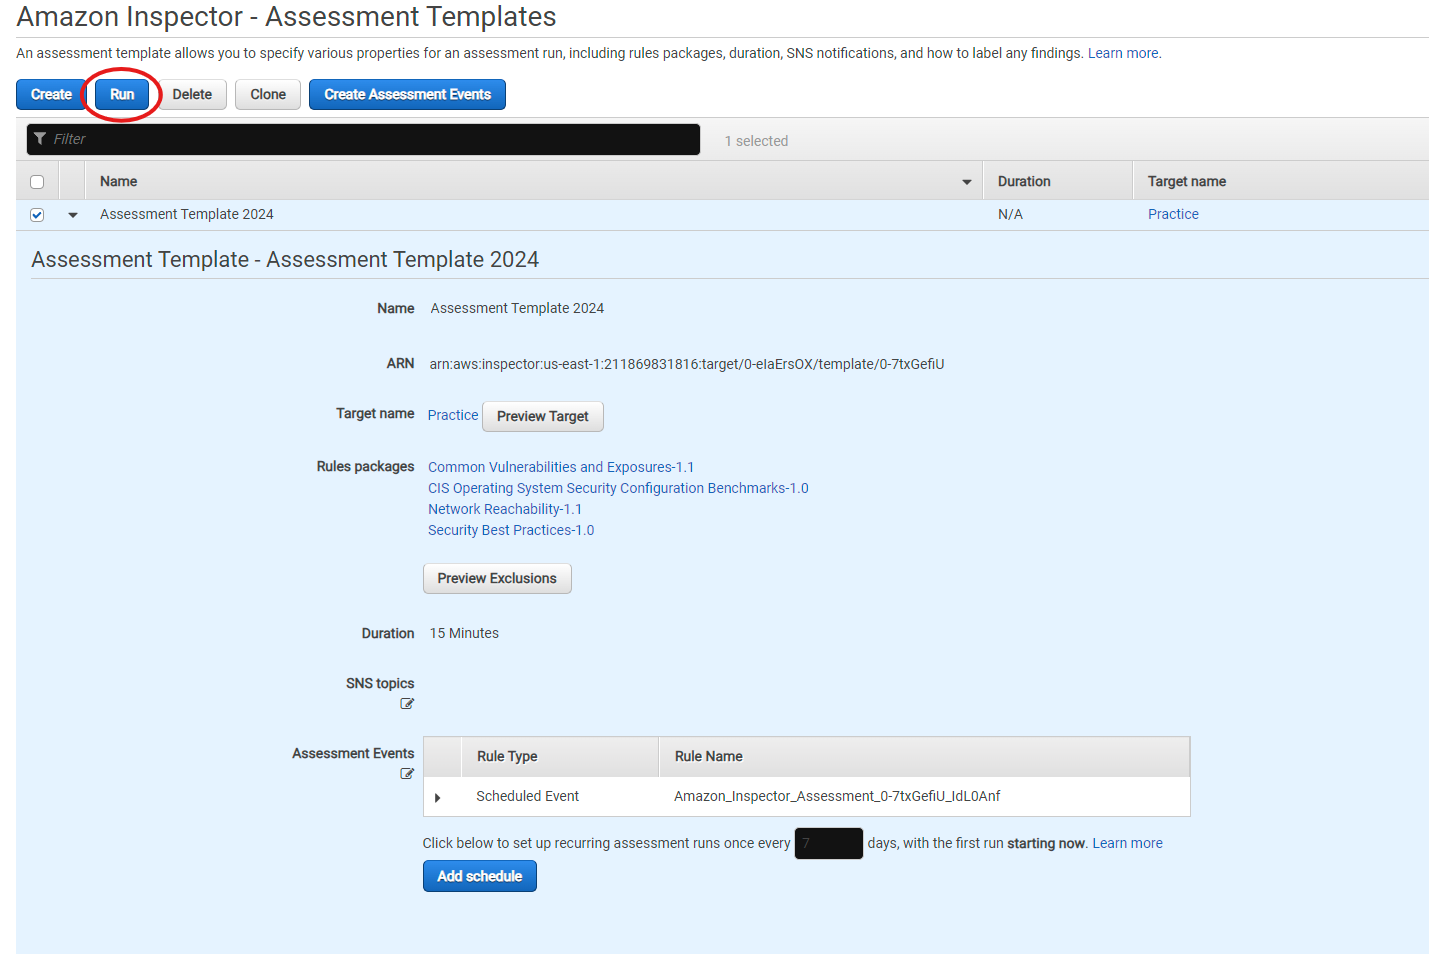 Amazon Inspector - Assessment Templates
An assessment template allows you to specify various properties for an assessment run, including rules packages, duration, SNS notifications, and how to label any findings. Learn more.
Create Run Delete Clone Create Assessment Events
Filter 1 selected
Name Duration Target name
Assessment Template 2024 N/A Practice
Assessment Template - Assessment Template 2024
Name Assessment Template 2024
ARN arn:aws:inspector:us-east-1:211869831816:target/0-eIaErsOX/template/0-7txGefiU
Target name Practice Preview Target
Rules packages Common Vulnerabilities and Exposures-1.1
CIS Operating System Security Configuration Benchmarks-1.0
Network Reachability-1.1
Security Best Practices-1.0
Preview Exclusions
Duration 15 Minutes
SNS topics
Assessment Events Rule Type Rule Name
Scheduled Event Amazon_Inspector_Assessment_0-7txGefiU_IdL0Anf
Click below to set up recurring assessment runs once every 7 days, with the first run starting now. Learn more
Add schedule